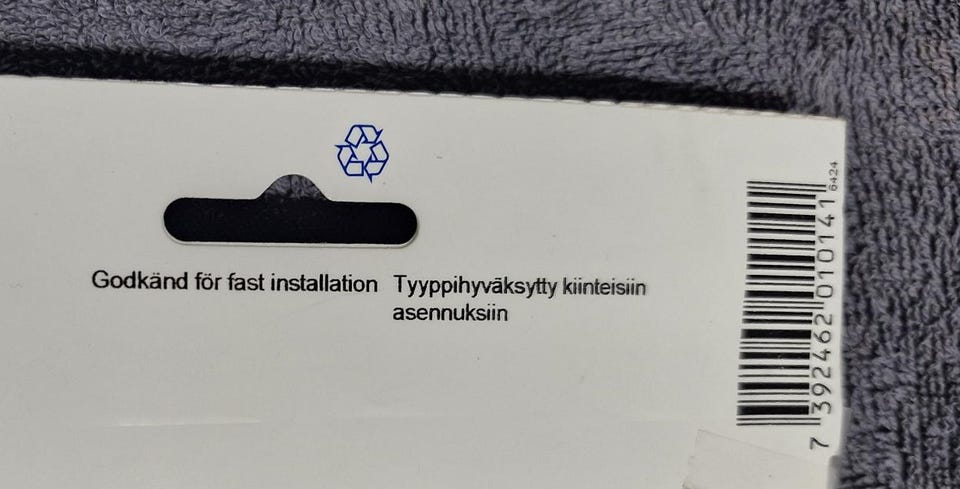 Godkänd för fast installation
Tyyppihyväksytty kiinteisiin
asennuksiin
7 392462 010141
6424